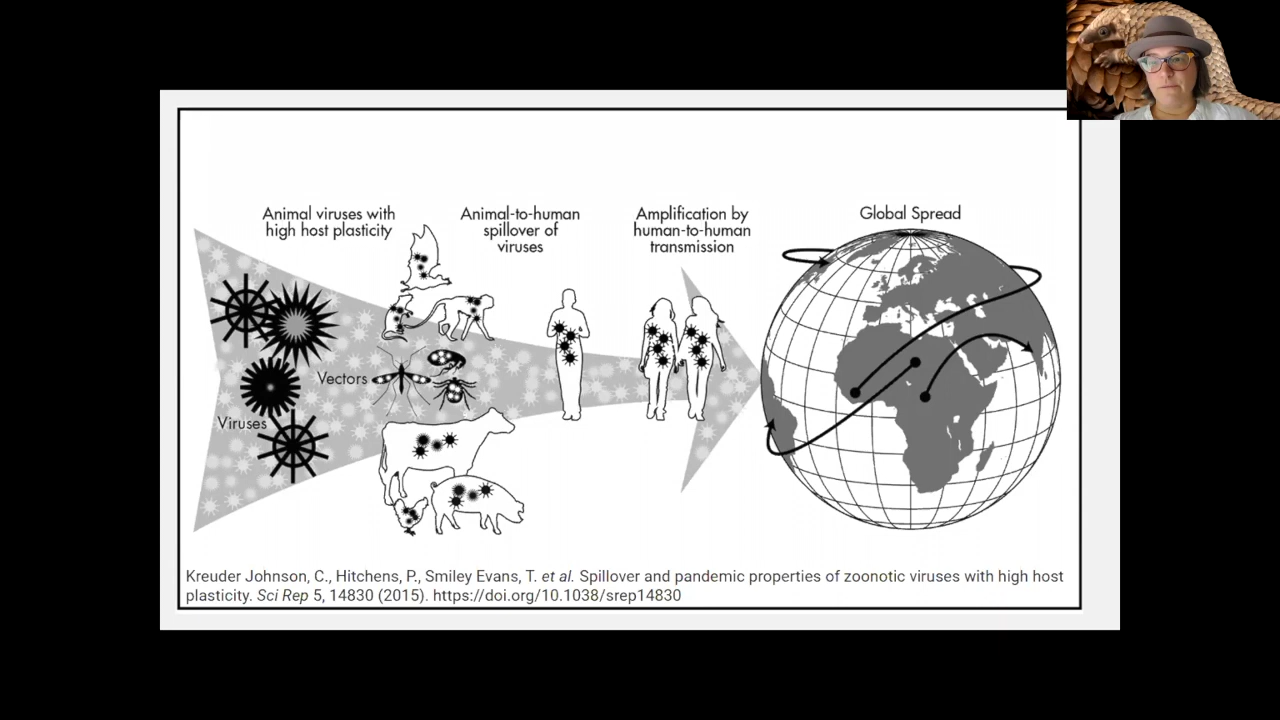 Animal viruses with
high host plasticity
Animal-to-human
spillover of
viruses
Amplification by
human-to-human
transmission
Global Spread
Vectors
Viruses
Kreuder Johnson, C., Hitchens, P., Smiley Evans, T. et al. Spillover and pandemic properties of zoonotic viruses with high host
plasticity. Sci Rep 5, 14830 (2015). https://doi.org/10.1038/srep14830